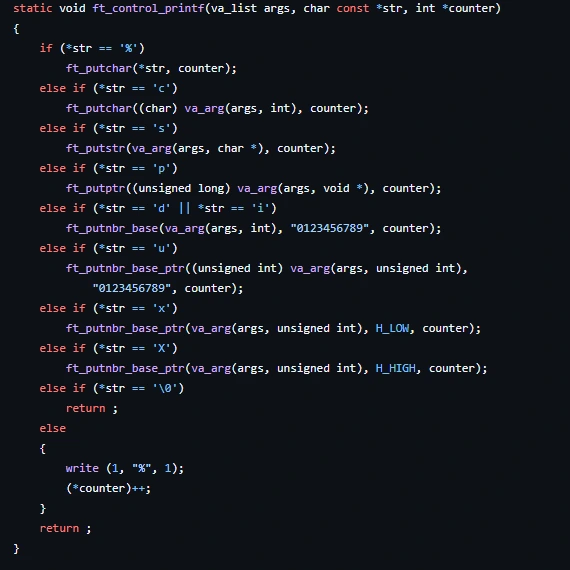 static void ft_control_printf(va_list args, char const *str, int *counter)
{
    if (*str == '%')
        ft_putchar(*str, counter);
    else if (*str == 'c')
        ft_putchar((char) va_arg(args, int), counter);
    else if (*str == 's')
        ft_putstr(va_arg(args, char *), counter);
    else if (*str == 'p')
        ft_putptr((unsigned long) va_arg(args, void *), counter);
    else if (*str == 'd' || *str == 'i')
        ft_putnbr_base(va_arg(args, int), "0123456789", counter);
    else if (*str == 'u')
        ft_putnbr_base_ptr((unsigned int) va_arg(args, unsigned int),
            "0123456789", counter);
    else if (*str == 'x')
        ft_putnbr_base_ptr(va_arg(args, unsigned int), H_LOW, counter);
    else if (*str == 'X')
        ft_putnbr_base_ptr(va_arg(args, unsigned int), H_HIGH, counter);
    else if (*str == '\0')
        return ;
    else
    {
        write (1, "%", 1);
        (*counter)++;
    }
    return ;
}